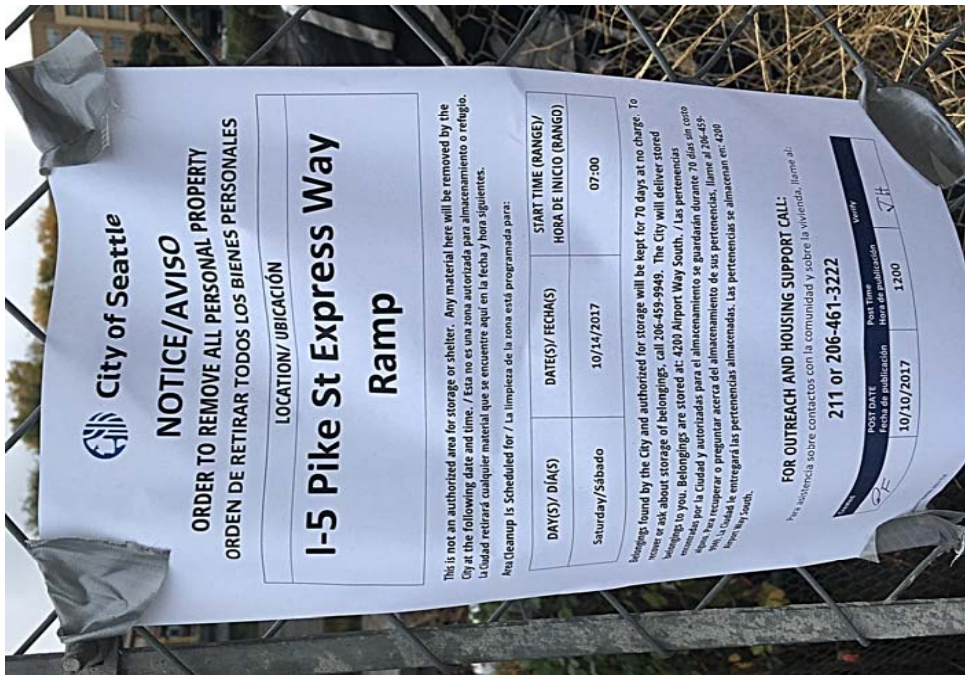 City of Seattle
NOTICE/AVISO
ORDER TO REMOVE ALL PERSONAL PROPERTY
ORDEN DE RETIRAR TODOS LOS BIENES PERSONALES
LOCATION/ UBICACIÓN
I-5 Pike St Express Way
Ramp
This is not an authorized area for storage or shelter. Any material here will be removed by the
City at the following date and time. / Esta no es una zona autorizada para almacenamiento o refugio.
La Ciudad retirará cualquier material que se encuentre aquí en la fecha y hora siguientes.
Area Cleanup Is Scheduled for / La limpieza de la zona está programada para:
DAY(S)/ DÍA(S) DATE(S)/ FECHA(S) START TIME (RANGE)/
HORA DE INICIO (RANGO)
Saturday/Sábado 10/14/2017 07:00
Belongings found by the City and authorized for storage will be kept for 70 days at no charge. To
recover or ask about storage of belongings, call 206-459-9949. The City will deliver stored
belongings to you. Belongings are stored at: 4200 Airport Way South. / Las pertenencias
encontradas por la Ciudad y autorizadas para el almacenamiento se guardarán durante 70 días sin costo
alguno. Para recuperar o preguntar acerca del almacenamiento de sus pertenencias, llame al 206-459-
9949. La Ciudad le entregará las pertenencias almacenadas. Las pertenencias se almacenan en: 4200
Airport Way South.
FOR OUTREACH AND HOUSING SUPPORT CALL:
Para asistencia sobre contactos con la comunidad y sobre la vivienda, llame al:
211 or 206-461-3222
POST DATE Post Time Verify
Fecha de publicación Hora de publicación
10/10/2017 1200 JH